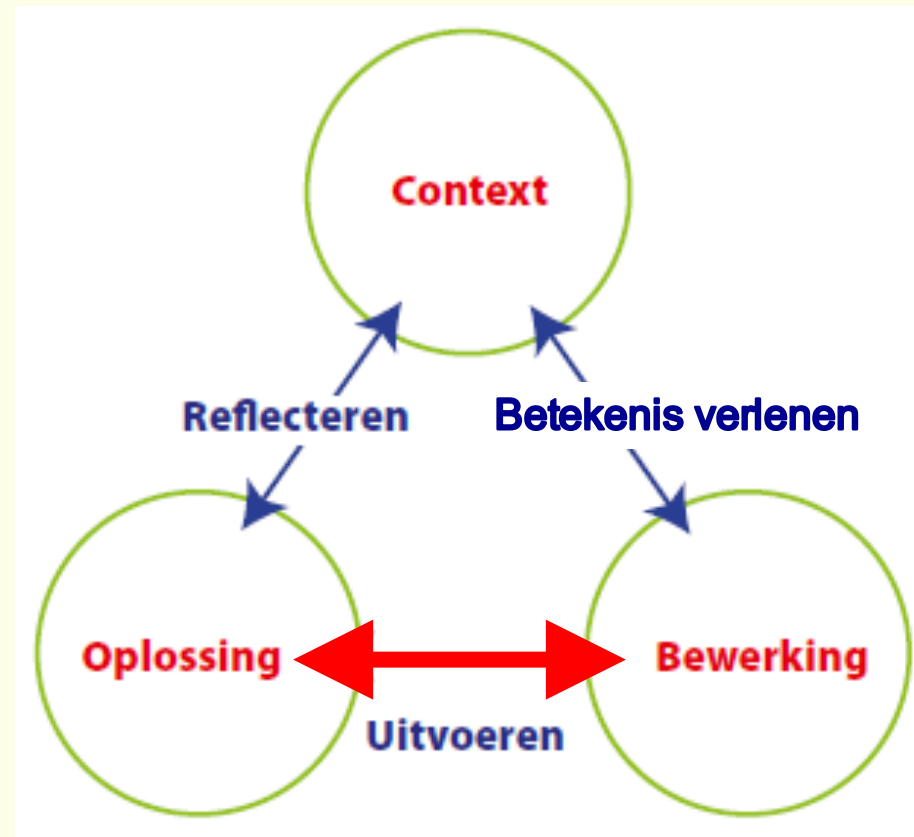 Context
Reflecteren
Betekenis verlenen
Oplossing
Bewerking
Uitvoeren